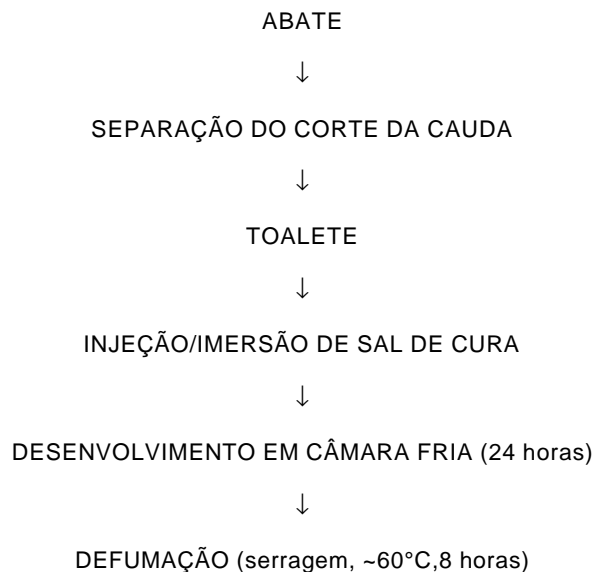 ABATE
↓
SEPARAÇÃO DO CORTE DA CAUDA
↓
TOALETE
↓
INJEÇÃO/IMERSÃO DE SAL DE CURA
↓
DESENVOLVIMENTO EM CÂMARA FRIA (24 horas)
↓
DEFUMAÇÃO (serragem, ~60°C,8 horas)